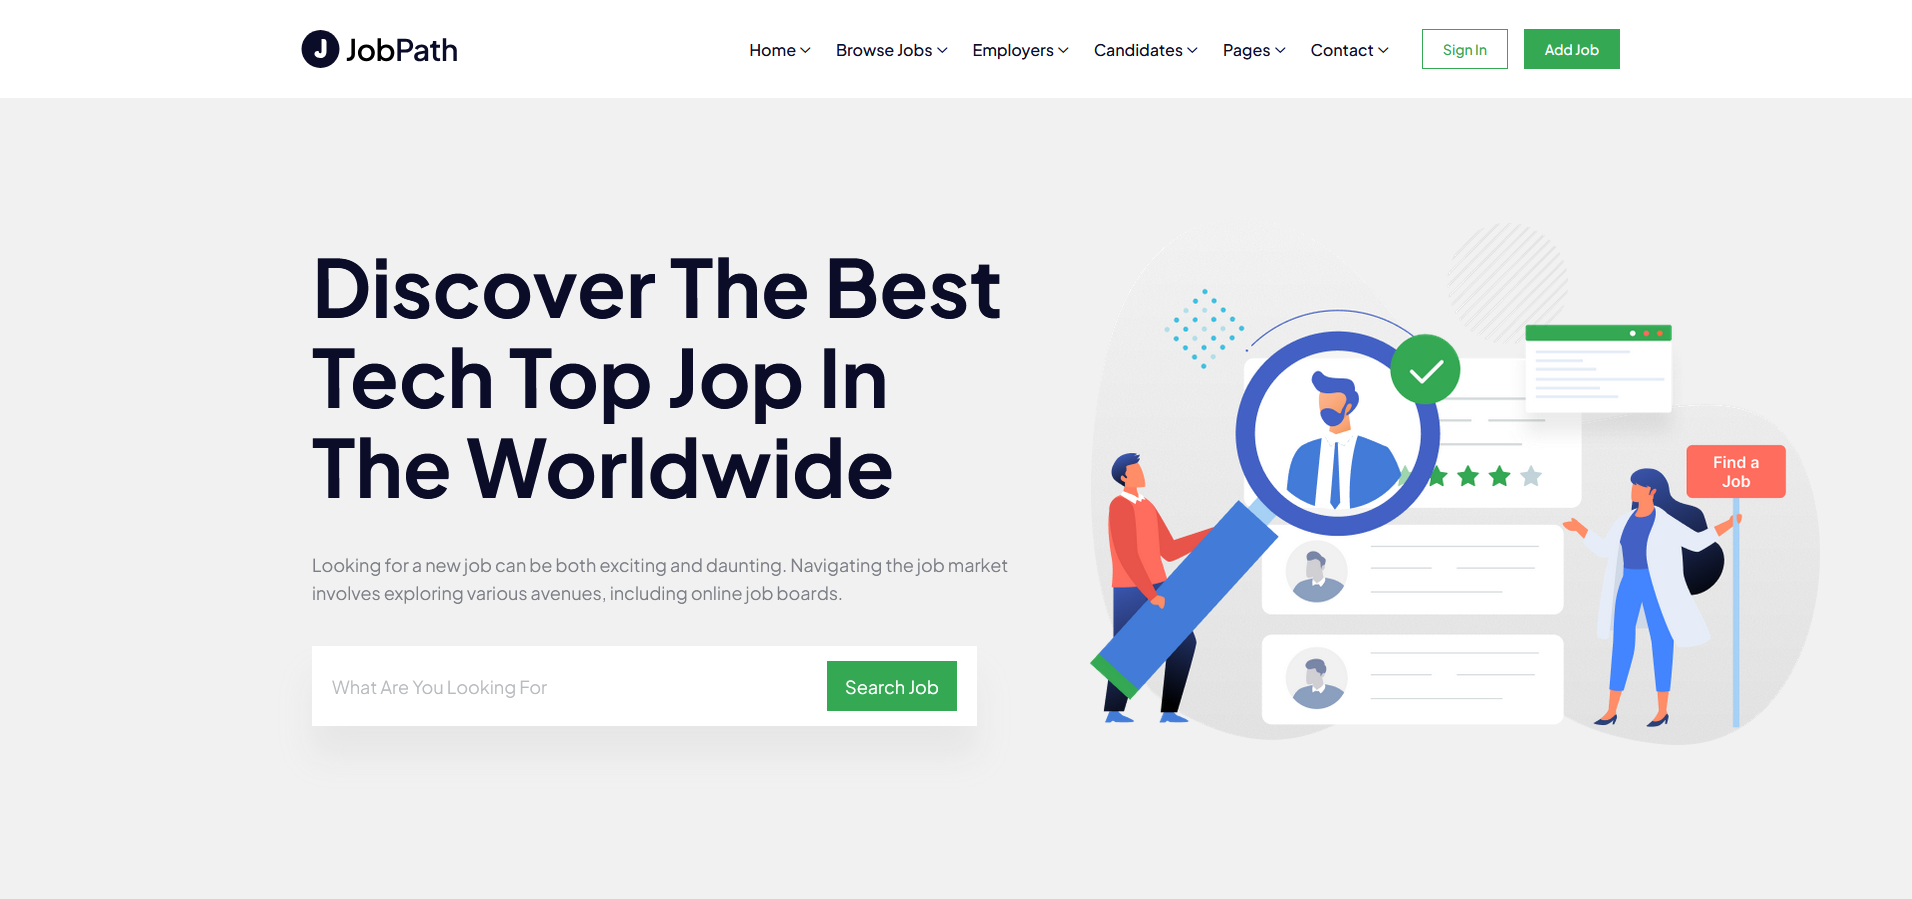 J JobPath
Home Browse Jobs Employers Candidates Pages Contact Sign In Add Job
Discover The Best
Tech Top Jop In
The Worldwide
Looking for a new job can be both exciting and daunting. Navigating the job market
involves exploring various avenues, including online job boards.
What Are You Looking For Search Job
Find a
Job